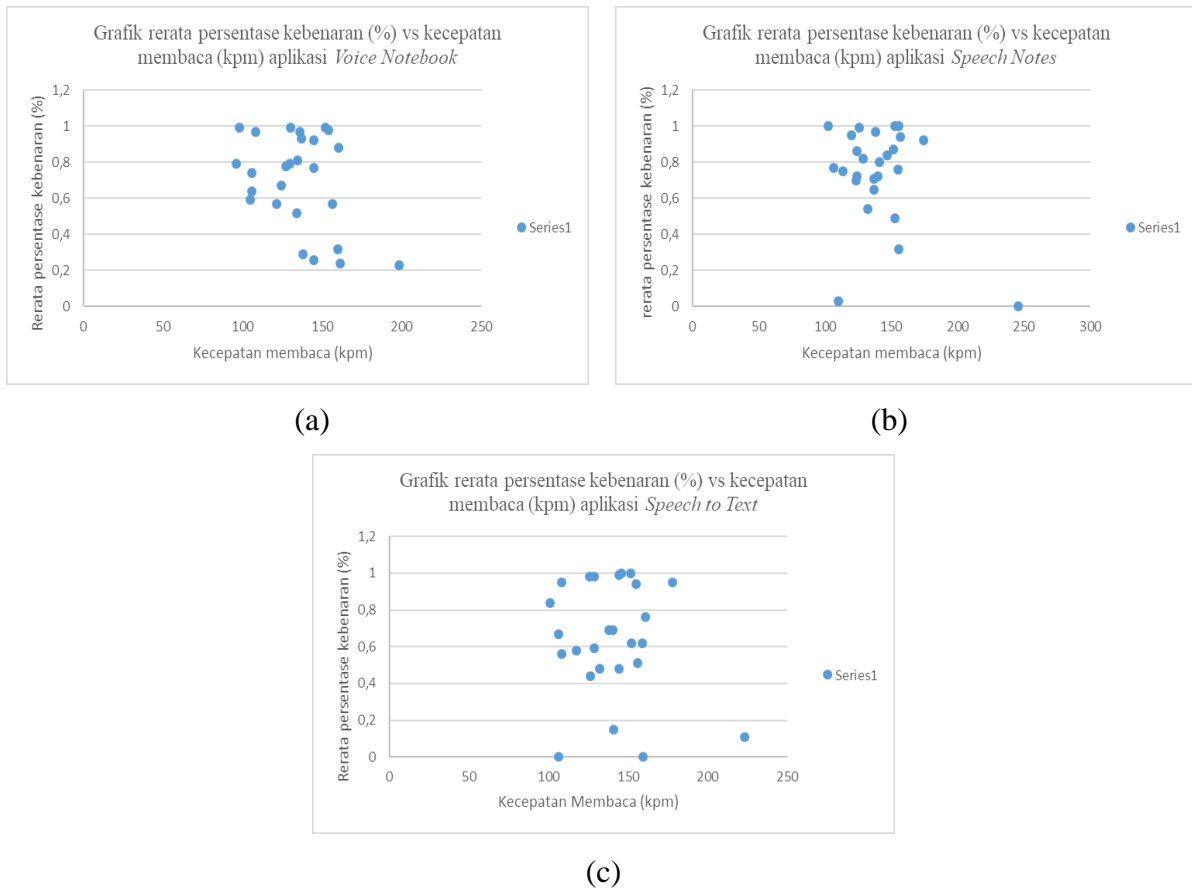 Grafik rerata persentase kebenaran (%) vs kecepatan
membaca (kpm) aplikasi Voice Notebook
1,2
1
0,8
0,6
0,4
0,2
0
Rerata persentase kebenaran (%)
0 50 100 150 200 250
Kecepatan membaca (kpm)
Series1
(a)
Grafik rerata persentase kebenaran (%) vs kecepatan
membaca (kpm) aplikasi Speech Notes
1,2
1
0,8
0,6
0,4
0,2
0
rerata persentase kebenaran (%)
0 50 100 150 200 250 300
Kecepatan membaca (kpm)
Series1
(b)
Grafik rerata persentase kebenaran (%) vs kecepatan
membaca (kpm) aplikasi Speech to Text
1,2
1
0,8
0,6
0,4
0,2
0
Rerata persentase kebenaran (%)
0 50 100 150 200 250
Kecepatan Membaca (kpm)
Series1
(c)